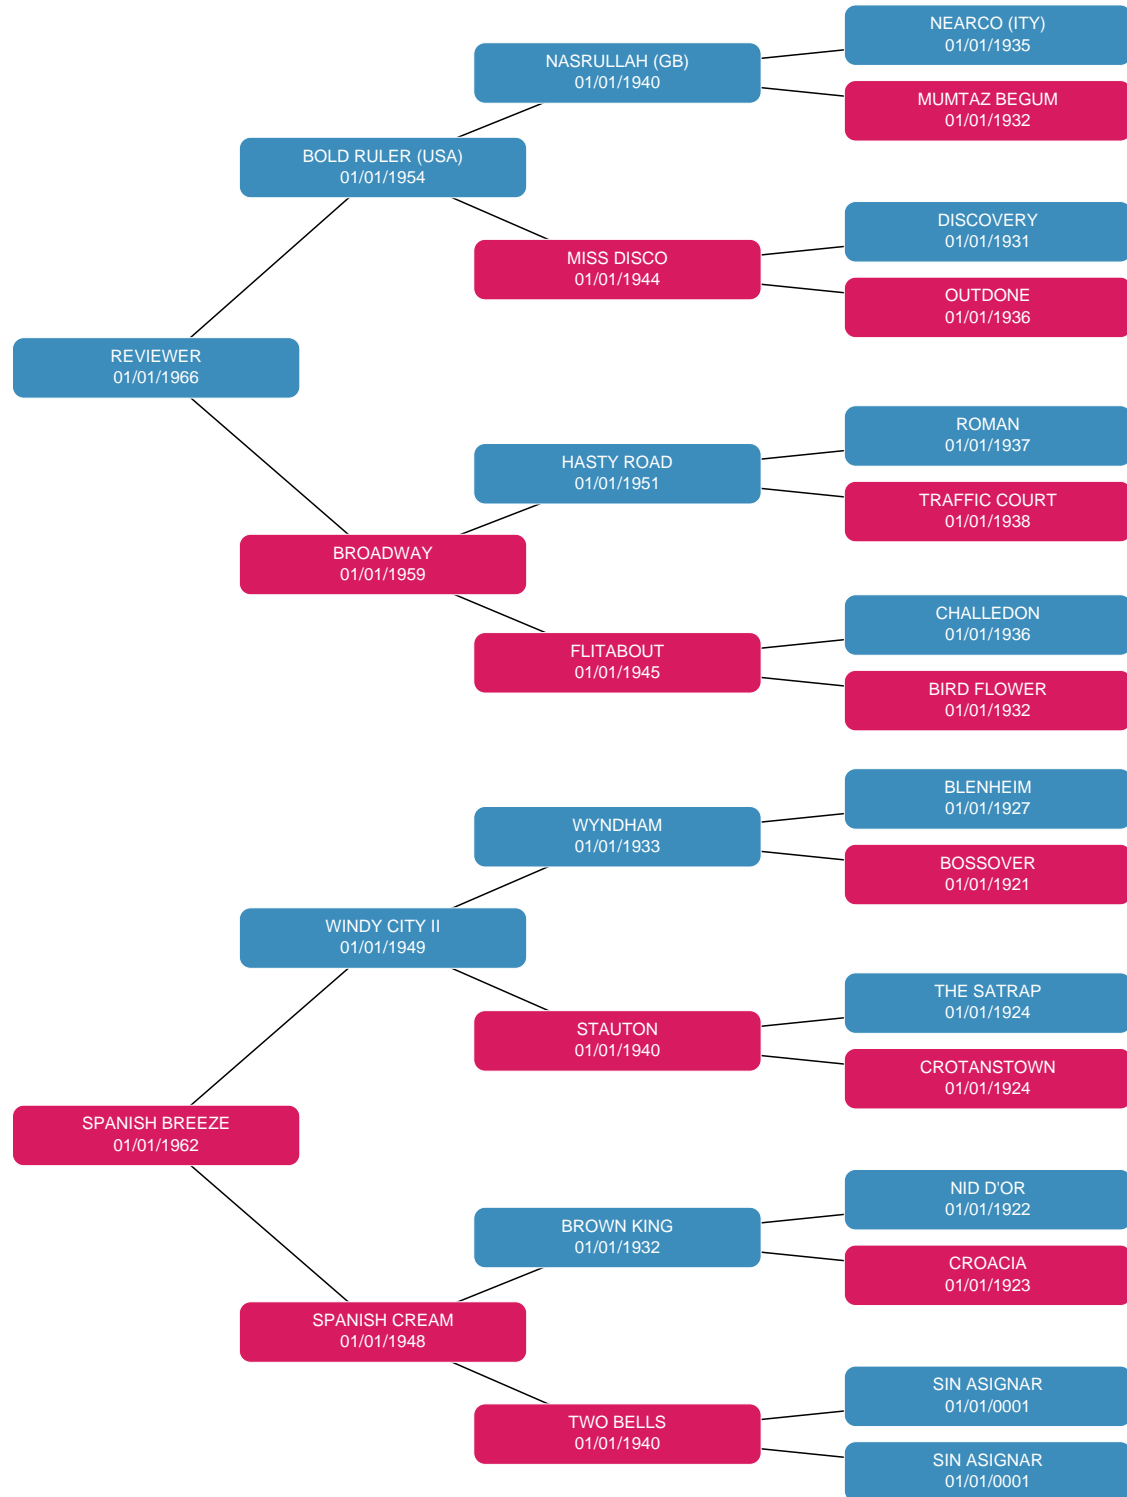 NEARCO (ITY)
01/01/1935
NASRULLAH (GB)
01/01/1940
MUMTAZ BEGUM
01/01/1932
BOLD RULER (USA)
01/01/1954
DISCOVERY
01/01/1931
MISS DISCO
01/01/1944
OUTDONE
01/01/1936
REVIEWER
01/01/1966
ROMAN
01/01/1937
HASTY ROAD
01/01/1951
TRAFFIC COURT
01/01/1938
BROADWAY
01/01/1959
CHALLEDON
01/01/1936
FLITABOUT
01/01/1945
BIRD FLOWER
01/01/1932
BLENHEIM
01/01/1927
WYNDHAM
01/01/1933
BOSSOVER
01/01/1921
WINDY CITY II
01/01/1949
THE SATRAP
01/01/1924
STAUTON
01/01/1940
CROTANSTOWN
01/01/1924
SPANISH BREEZE
01/01/1962
NID D'OR
01/01/1922
BROWN KING
01/01/1932
CROACIA
01/01/1923
SPANISH CREAM
01/01/1948
SIN ASIGNAR
01/01/0001
TWO BELLS
01/01/1940
SIN ASIGNAR
01/01/0001